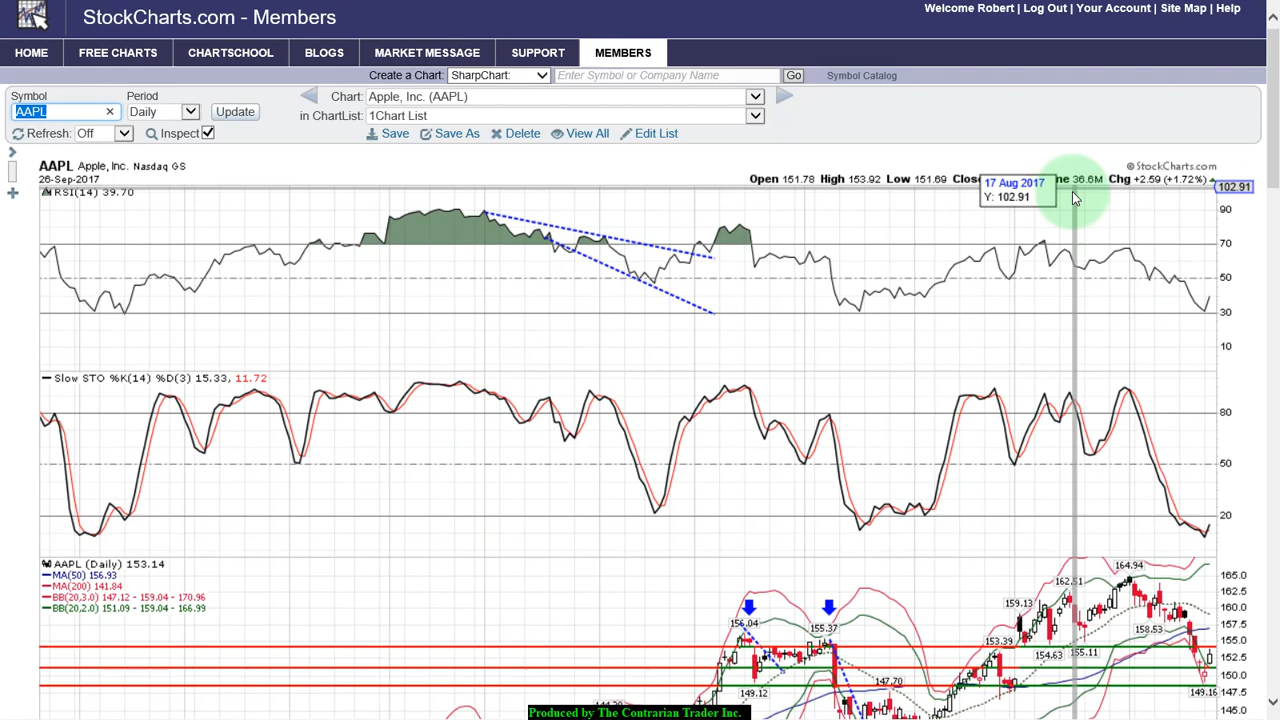 StockCharts.com - Members
Welcome Robert | Log Out | Your Account | Site Map | Help
HOME FREE CHARTS CHARTSCHOOL BLOGS MARKET MESSAGE SUPPORT MEMBERS
Create a Chart: SharpChart: Enter Symbol or Company Name Go Symbol Catalog
Symbol Period Chart: Apple, Inc. (AAPL)
AAPL × Daily Update in ChartList: 1Chart List
Refresh: Off Inspect Save Save As Delete View All Edit List
AAPL Apple, Inc. Nasdaq GS © StockCharts.com
26-Sep-2017 Open 151.78 High 153.92 Low 151.69 36.6M Chg +2.59 (+1.72%)
17 Aug 2017
Y: 102.91
102.91
RSI(14) 39.70
90
70
50
30
10
Slow STO %K(14) %D(3) 15.33, 11.72
80
50
20
AAPL (Daily) 153.14
MA(50) 156.93
MA(200) 141.84
BB(20,3.0) 147.12 - 159.04 - 170.96
BB(20,2.0) 151.09 - 159.04 - 166.99
164.94
162.51
159.13
156.04
155.37
158.53
153.39
154.63
155.11
149.12
147.70
149.16
165.0
162.5
160.0
157.5
155.0
152.5
150.0
147.5
145.0
Produced by The Contrarian Trader Inc.